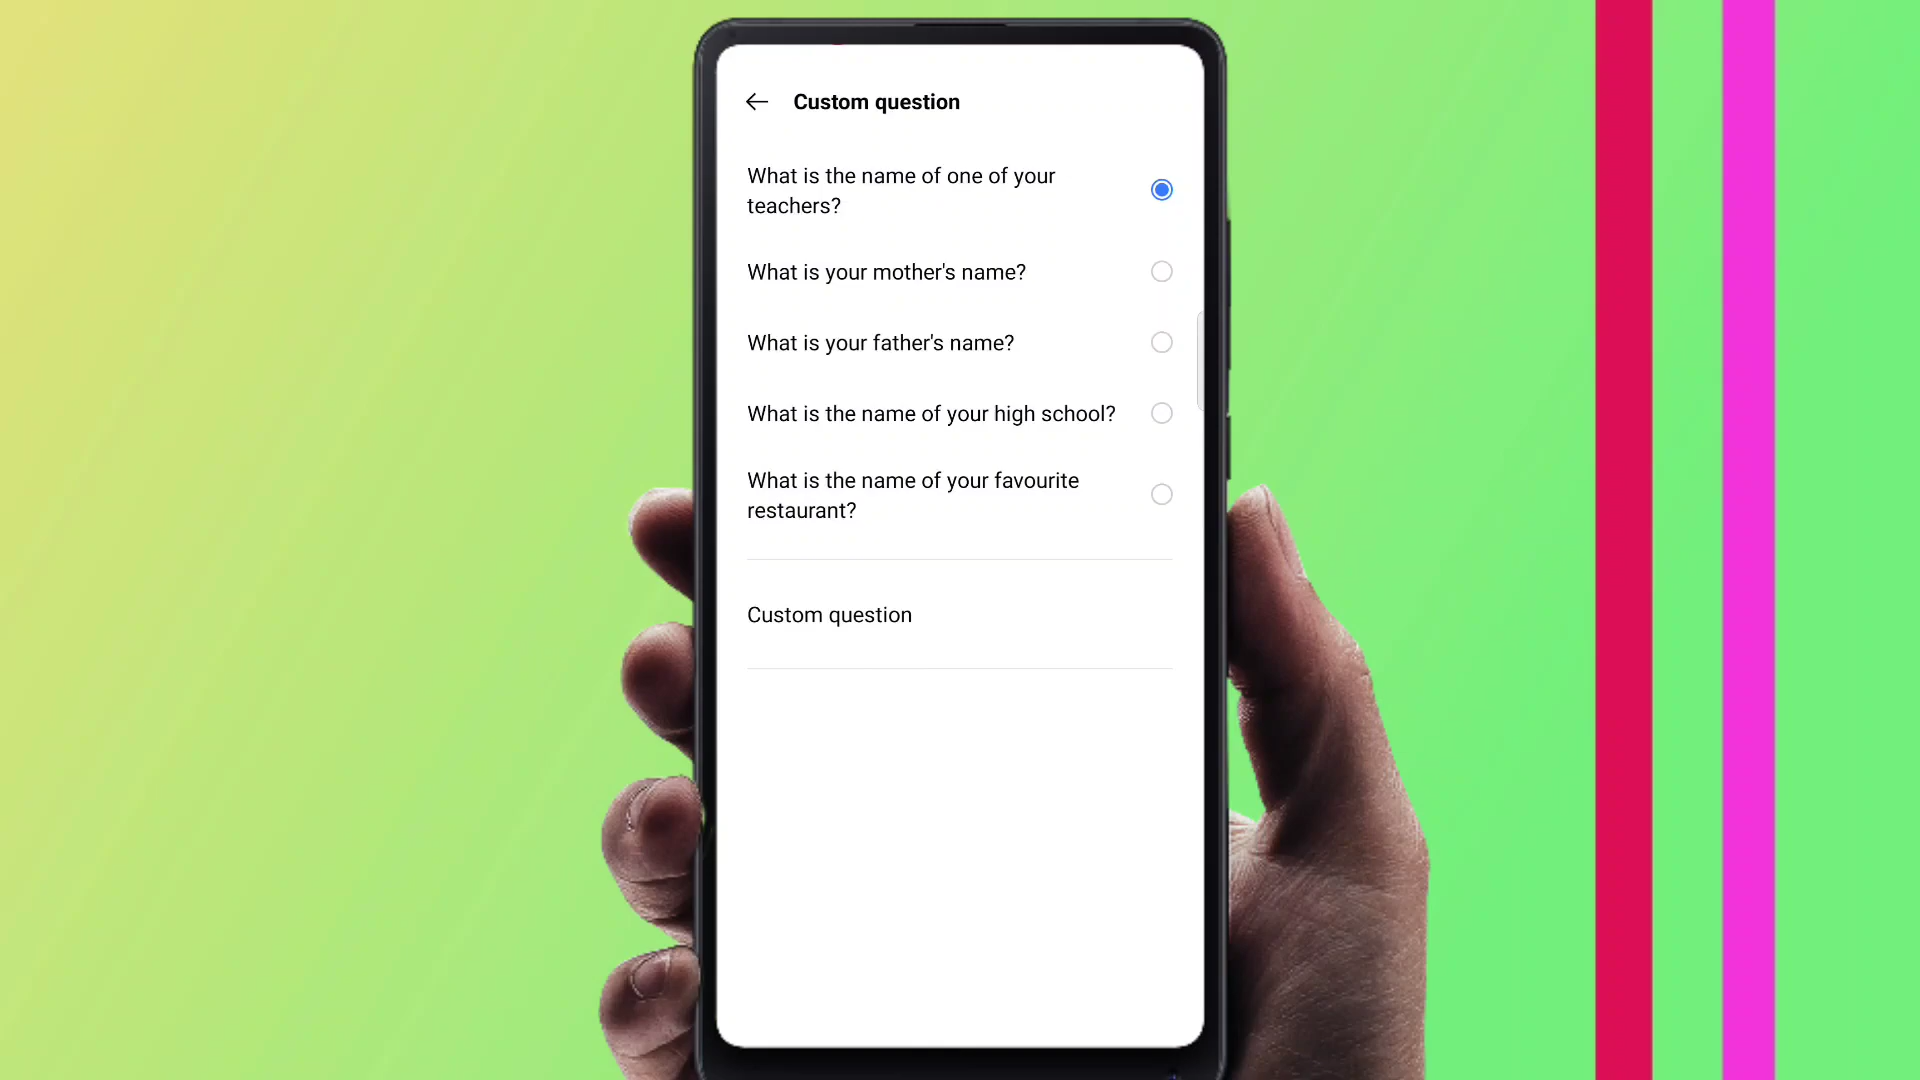 Custom question
What is the name of one of your
teachers?
What is your mother's name?
What is your father's name?
What is the name of your high school?
What is the name of your favourite
restaurant?
Custom question